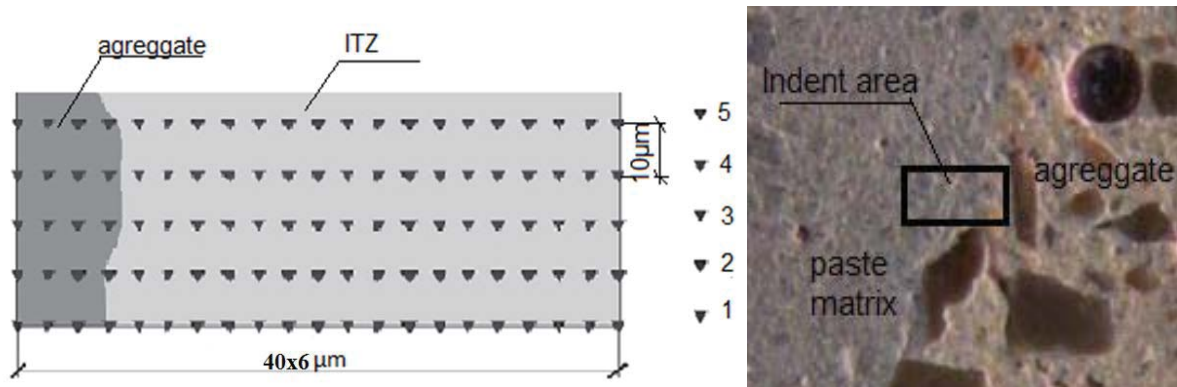 agreggate
ITZ
5
10μm
4
3
2
1
40x6 μm
Indent area
agreggate
paste
matrix